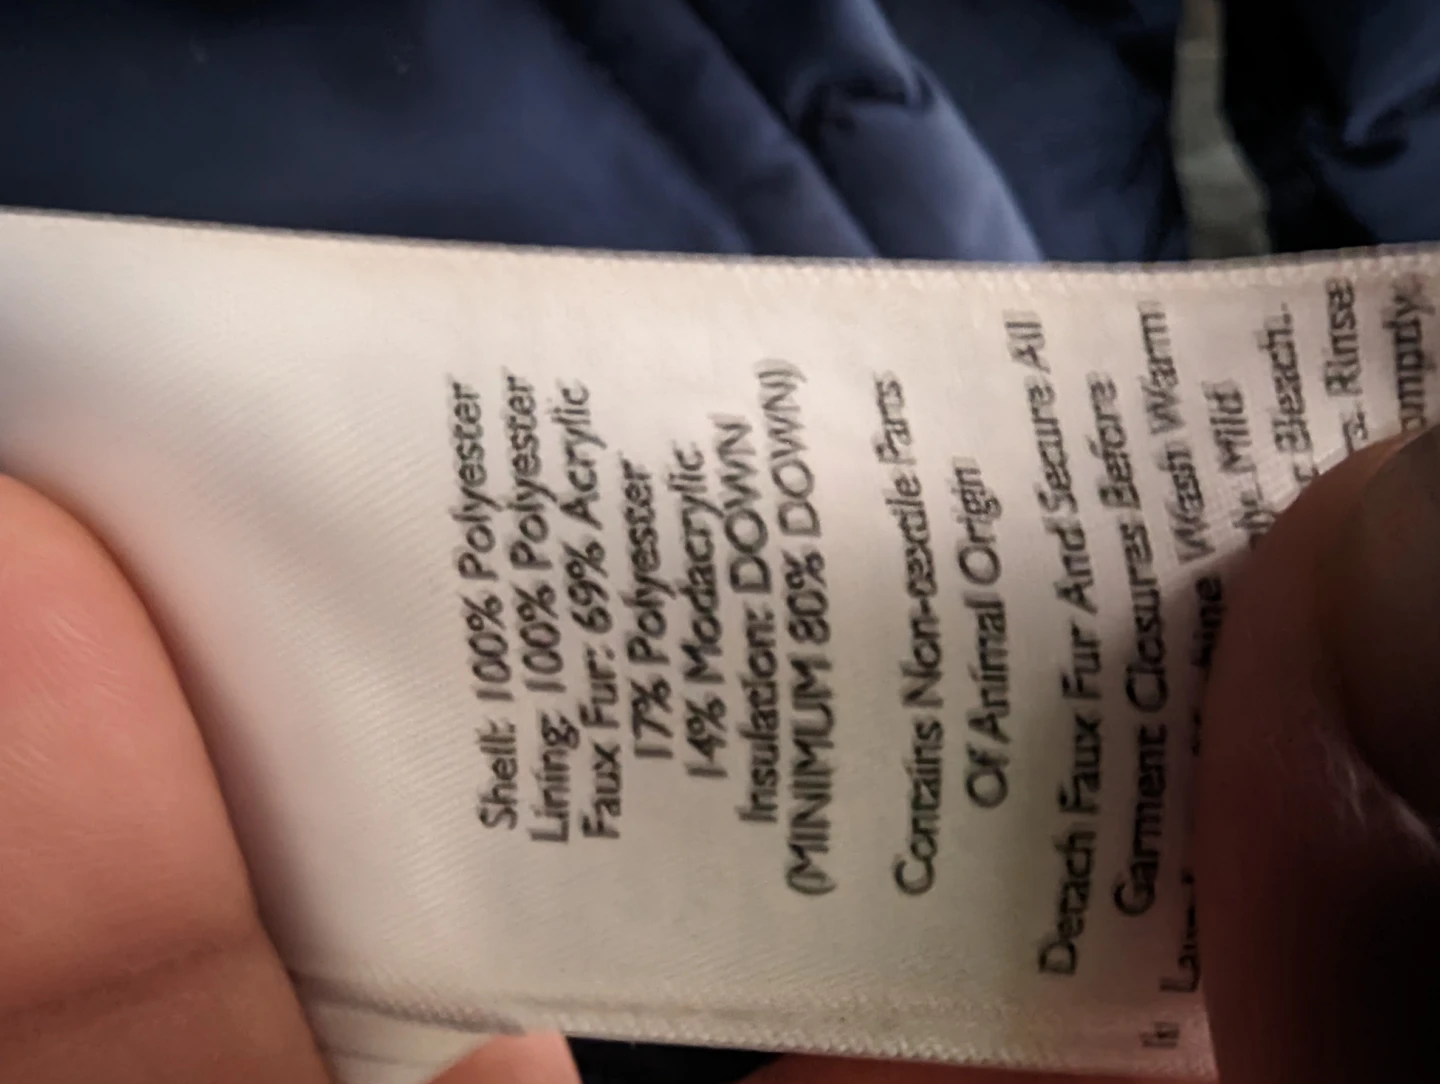 Shell: 100% Polyester
Lining: 100% Polyester
Faux Fur: 69% Acrylic
17% Polyester
14% Modacrylic
Insulation: DOWN
(MINIMUM 80% DOWN)
Contains Non-textile Parts
Of Animal Origin
Detach Faux Fur And Secure All
Garment Closures Before
Wash Warm
Mild
Bleach.
Rinse